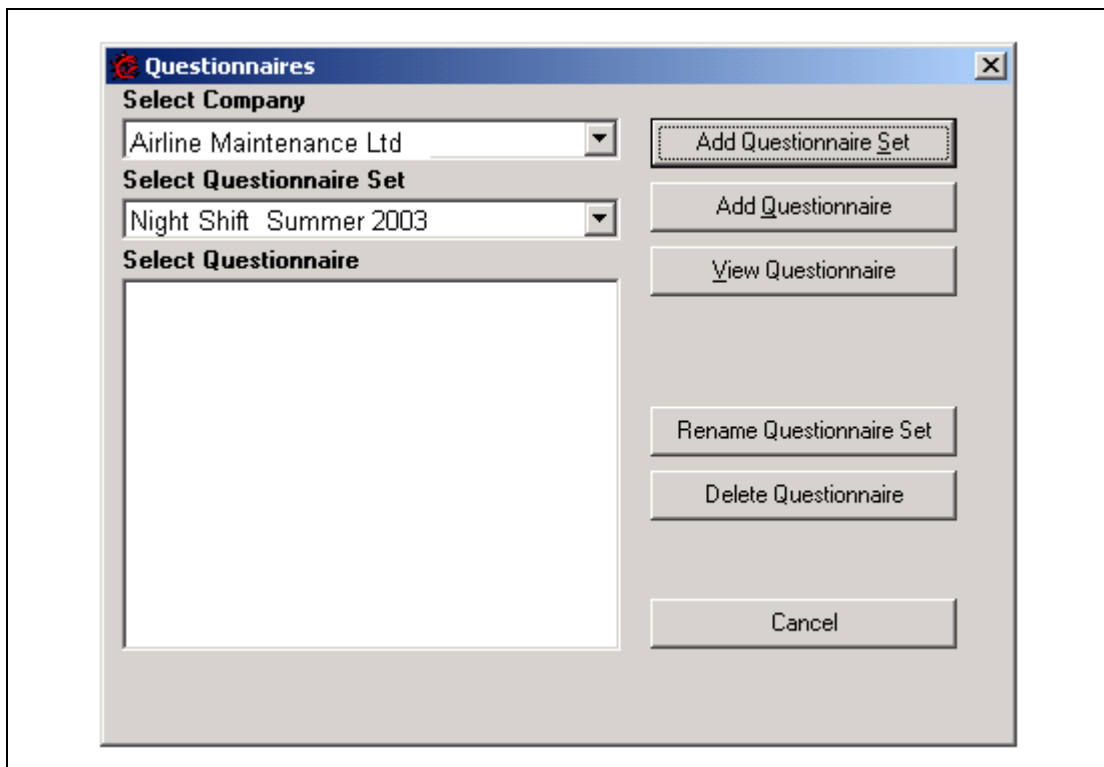 Questionnaires
Select Company
Airline Maintenance Ltd
Add Questionnaire Set
Select Questionnaire Set
Add Questionnaire
Night Shift Summer 2003
Select Questionnaire
View Questionnaire
Rename Questionnaire Set
Delete Questionnaire
Cancel